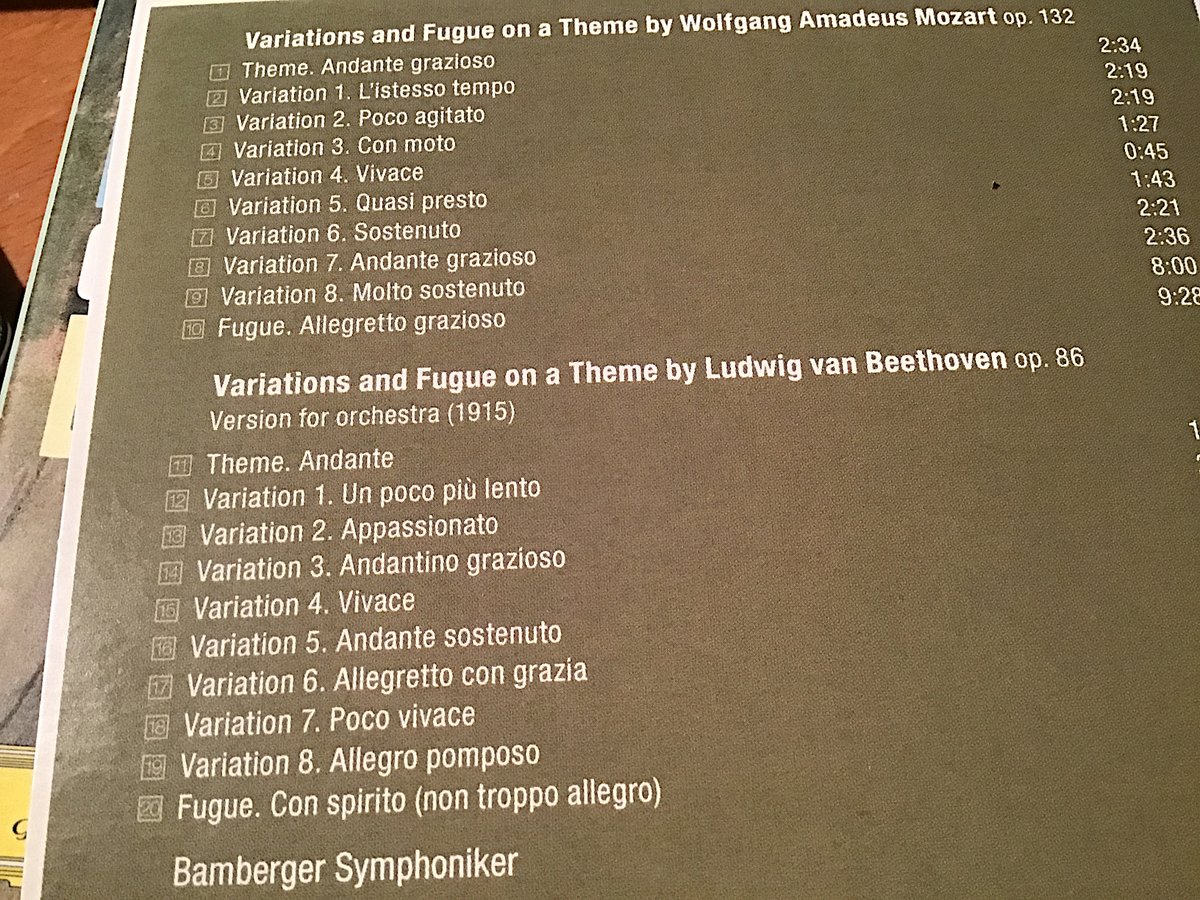 Variations and Fugue on a Theme by Wolfgang Amadeus Mozart op. 132
1 Theme. Andante grazioso 2:34
2 Variation 1. L'istesso tempo 2:19
3 Variation 2. Poco agitato 2:19
4 Variation 3. Con moto 1:27
5 Variation 4. Vivace 0:45
6 Variation 5. Quasi presto 1:43
7 Variation 6. Sostenuto 2:21
8 Variation 7. Andante grazioso 2:36
9 Variation 8. Molto sostenuto 8:00
10 Fugue. Allegretto grazioso 9:28
Variations and Fugue on a Theme by Ludwig van Beethoven op. 86
Version for orchestra (1915)
11 Theme. Andante
12 Variation 1. Un poco più lento
13 Variation 2. Appassionato
14 Variation 3. Andantino grazioso
15 Variation 4. Vivace
16 Variation 5. Andante sostenuto
17 Variation 6. Allegretto con grazia
18 Variation 7. Poco vivace
19 Variation 8. Allegro pomposo
20 Fugue. Con spirito (non troppo allegro)
Bamberger Symphoniker